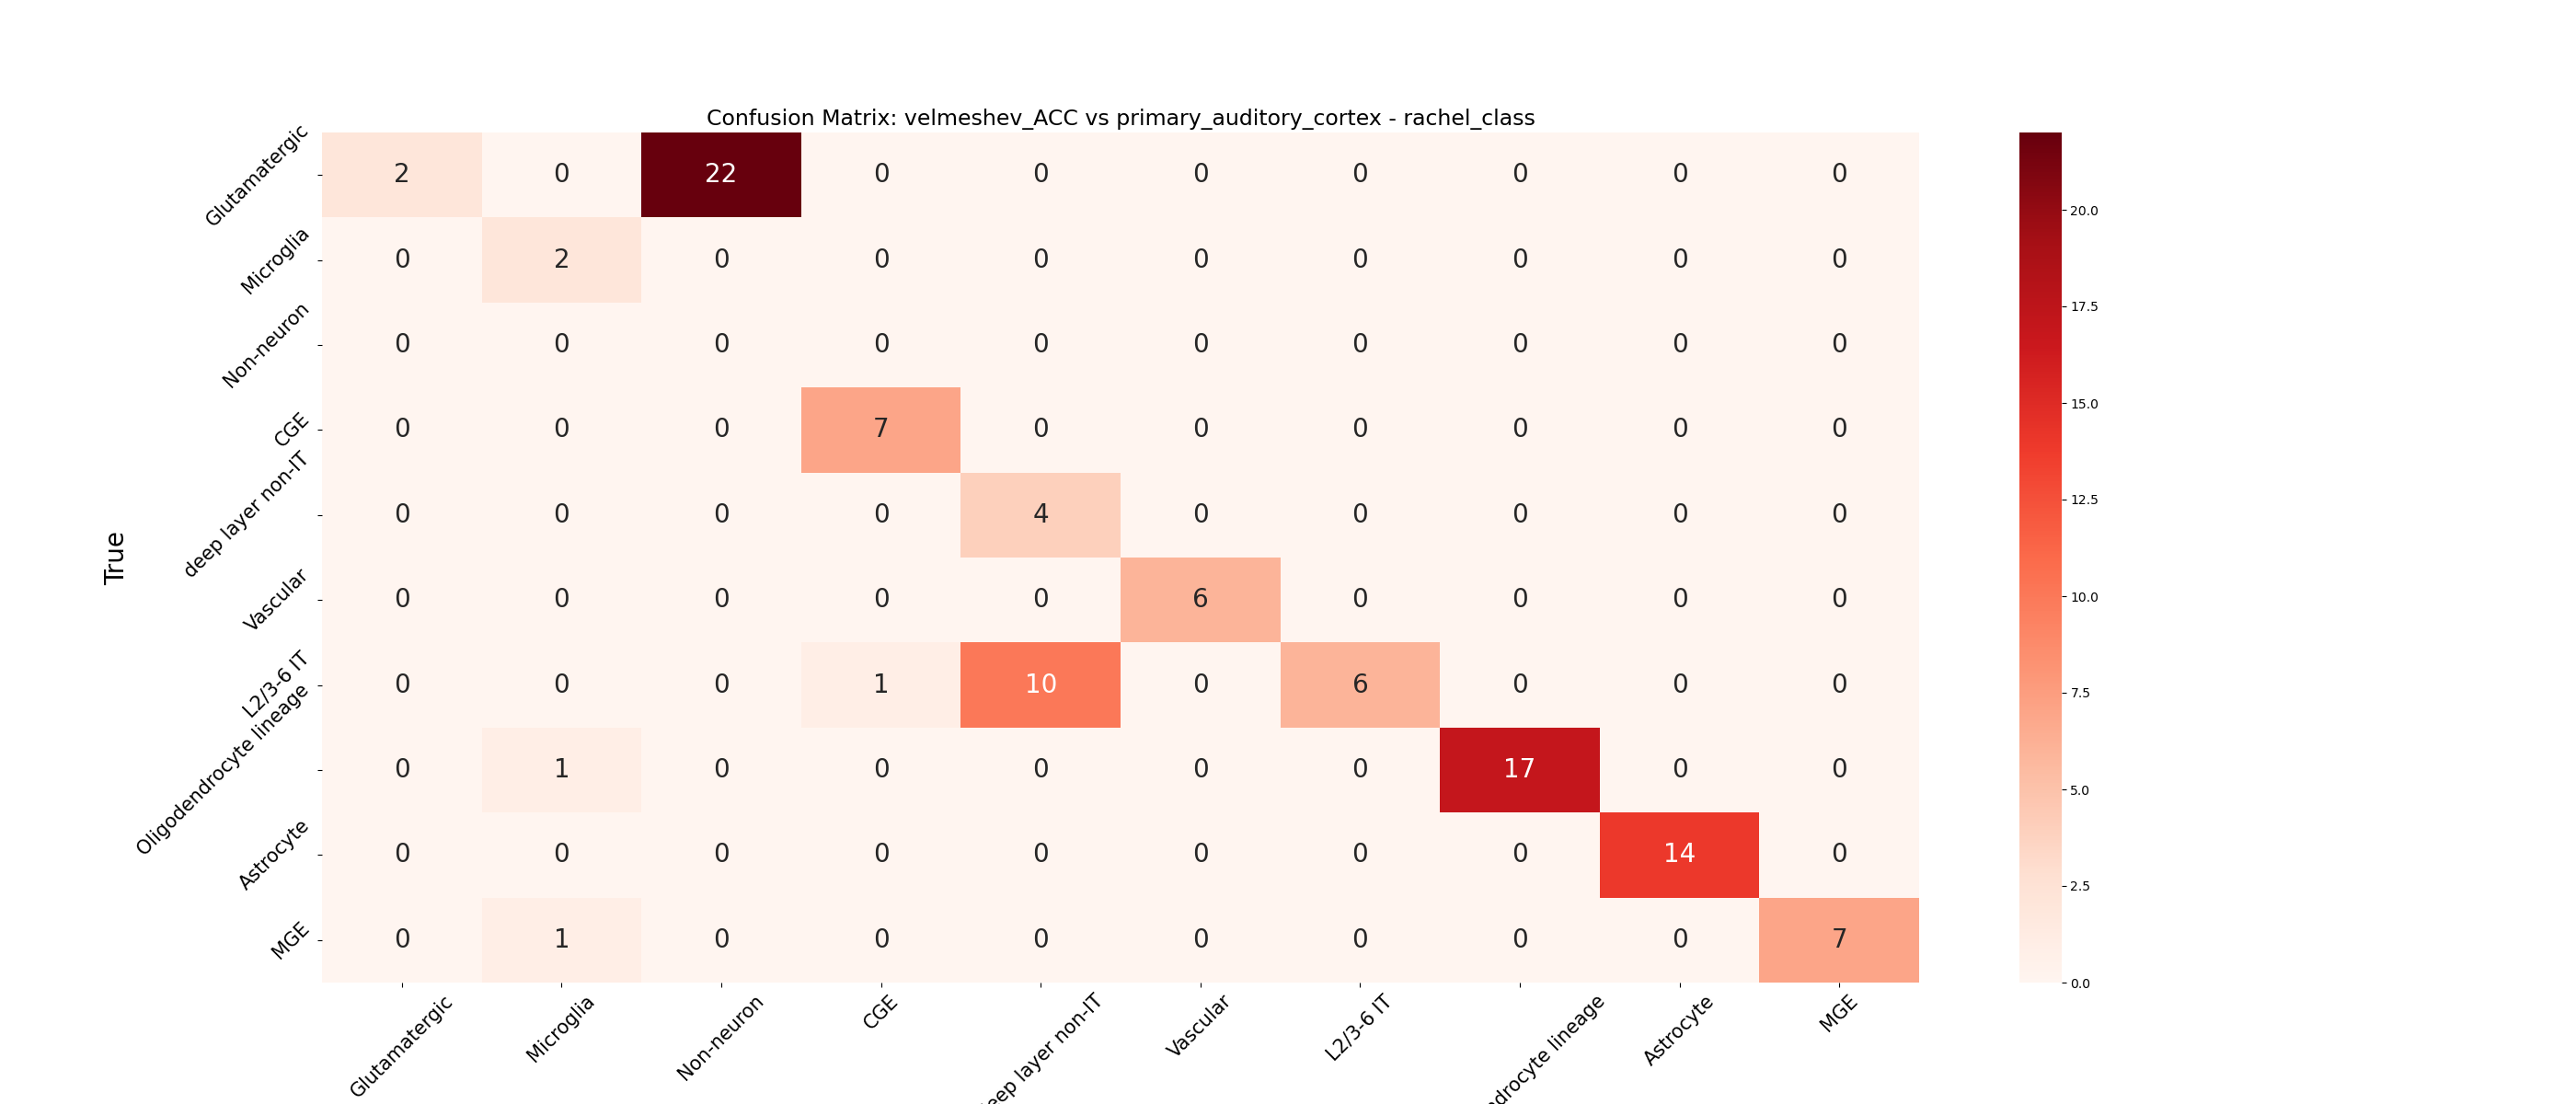 Confusion Matrix: velmeshev_ACC vs primary_auditory_cortex - rachel_class
True
Glutamatergic 2 0 22 0 0 0 0 0 0 0
Microglia 0 2 0 0 0 0 0 0 0 0
Non-neuron 0 0 0 0 0 0 0 0 0 0
CGE 0 0 0 7 0 0 0 0 0 0
deep layer non-IT 0 0 0 0 4 0 0 0 0 0
Vascular 0 0 0 0 0 6 0 0 0 0
L2/3-6 IT 0 0 0 1 10 0 6 0 0 0
Oligodendrocyte lineage 0 1 0 0 0 0 0 17 0 0
Astrocyte 0 0 0 0 0 0 0 0 14 0
MGE 0 1 0 0 0 0 0 0 0 7
Glutamatergic Microglia Non-neuron CGE layer non-IT Vascular L2/3-6 IT lineage Astrocyte MGE
20.0
17.5
15.0
12.5
10.0
7.5
5.0
2.5
0.0